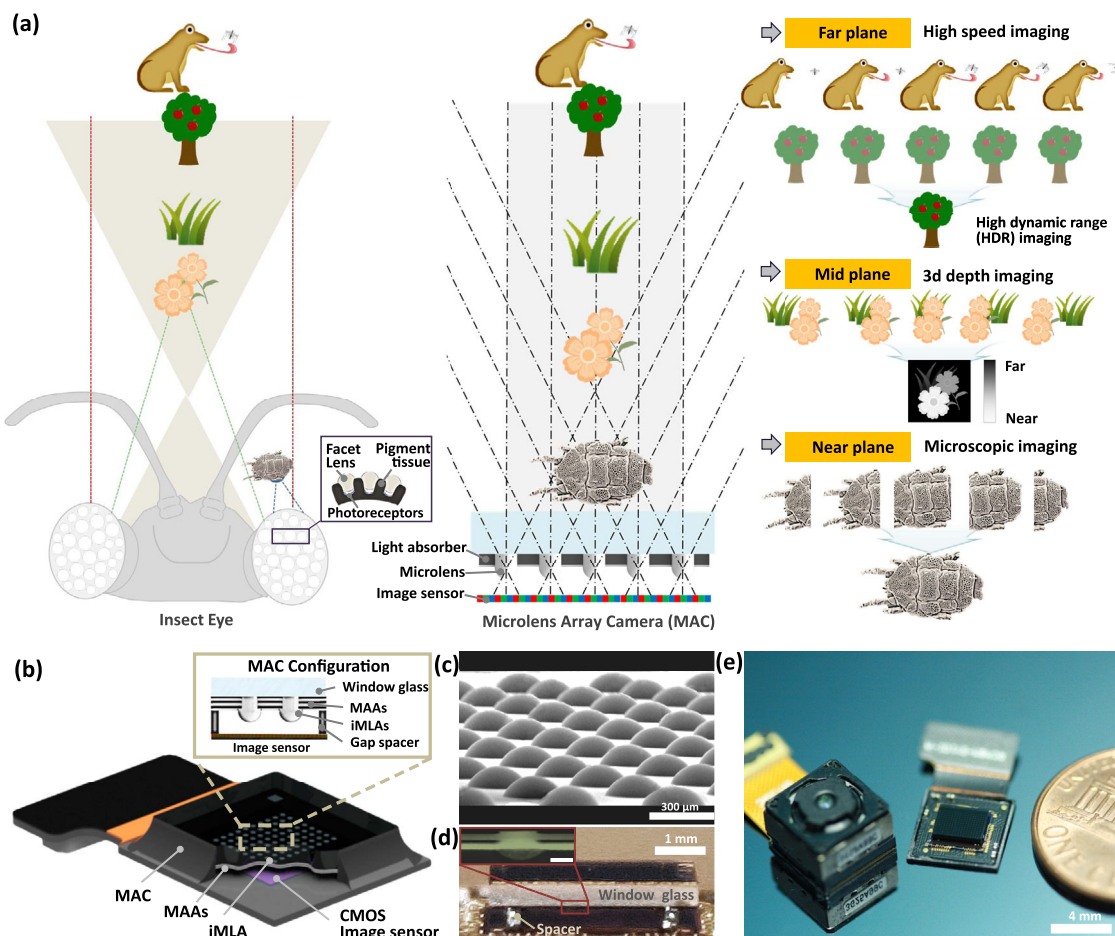 (a)
Far plane
High speed imaging
High dynamic range
(HDR) imaging
Mid plane
3d depth imaging
Far
Near
Near plane
Microscopic imaging
Facet
Lens
Pigment
tissue
Photoreceptors
Light absorber
Microlens
Image sensor
Insect Eye
Microlens Array Camera (MAC)
(b)
MAC Configuration
Window glass
MAAs
iMLAs
Gap spacer
Image sensor
MAC
MAAs
iMLA
CMOS
Image sensor
(c)
300 µm
(d)
1 mm
Window glass
Spacer
(e)
4 mm